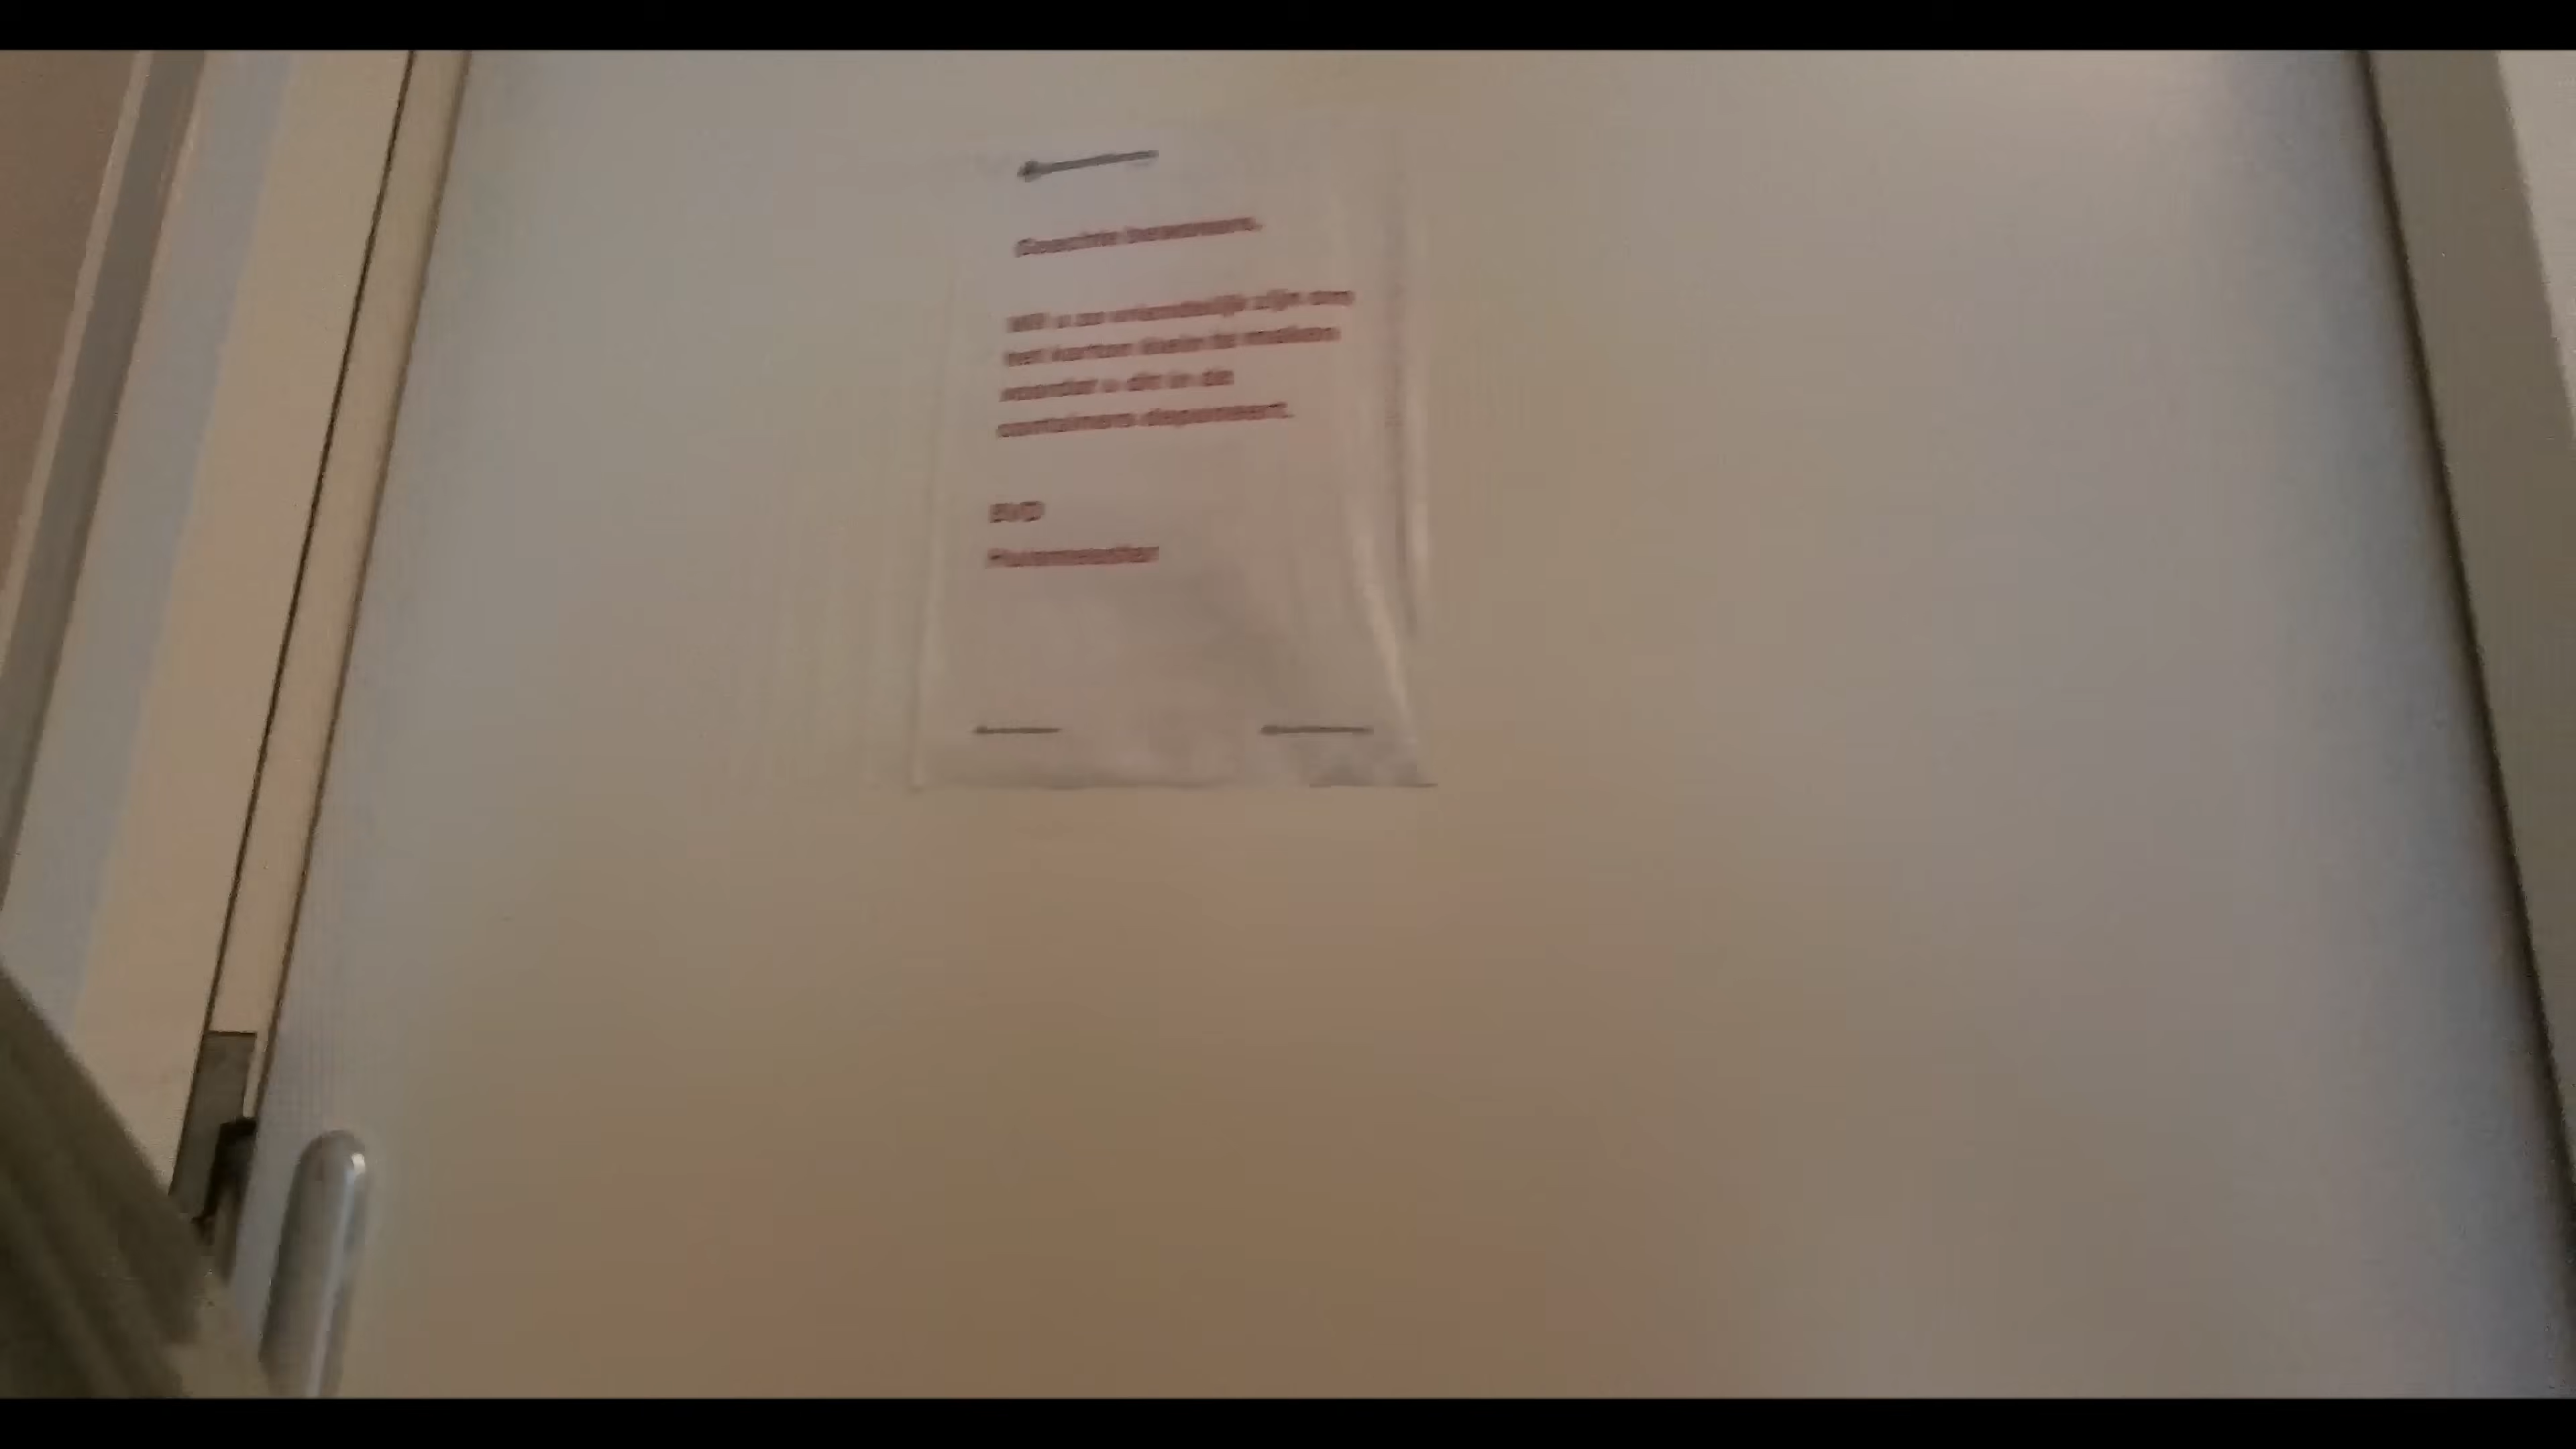 Geachte bewoners,
Wilt u zo vriendelijk zijn om
het karton klein te maken
voordat u dit in de
containers deponeert.
BVD
Huismeester